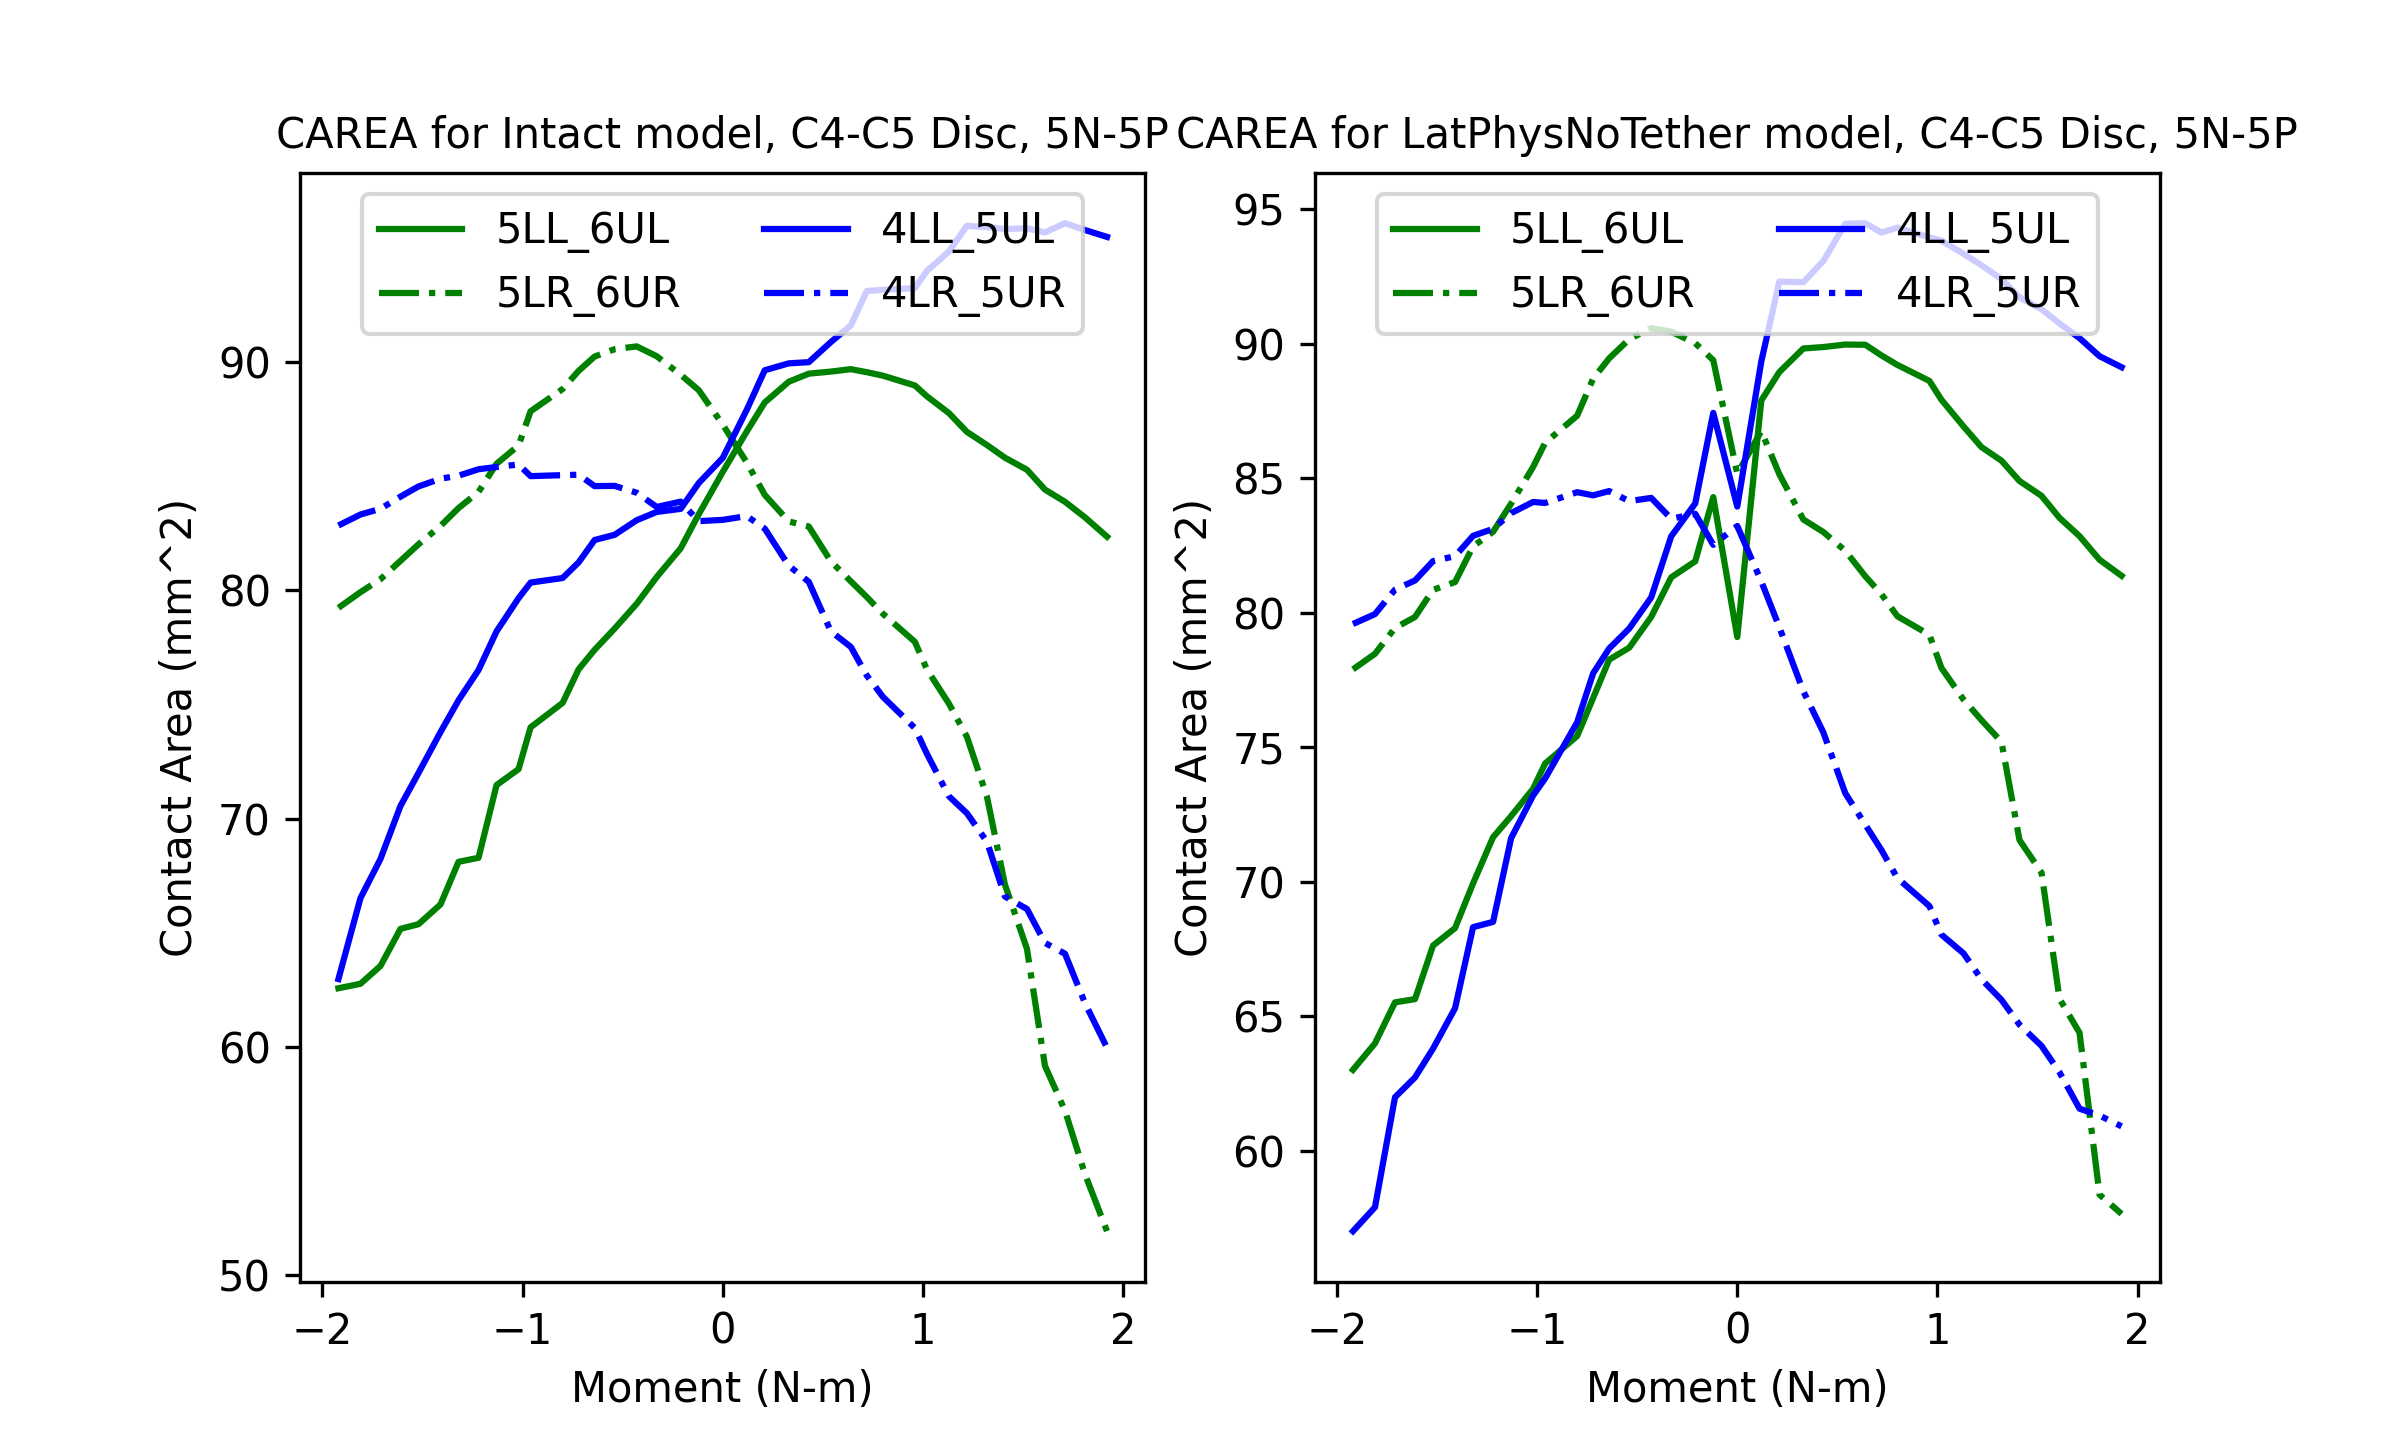 CAREA for Intact model, C4-C5 Disc, 5N-5P
5LL_6UL
5LR_6UR
4LL_5UL
4LR_5UR
90
80
70
60
50
Contact Area (mm^2)
−2
−1
0
1
2
Moment (N-m)
CAREA for LatPhysNoTether model, C4-C5 Disc, 5N-5P
5LL_6UL
5LR_6UR
4LL_5UL
4LR_5UR
95
90
85
80
75
70
65
60
Contact Area (mm^2)
−2
−1
0
1
2
Moment (N-m)